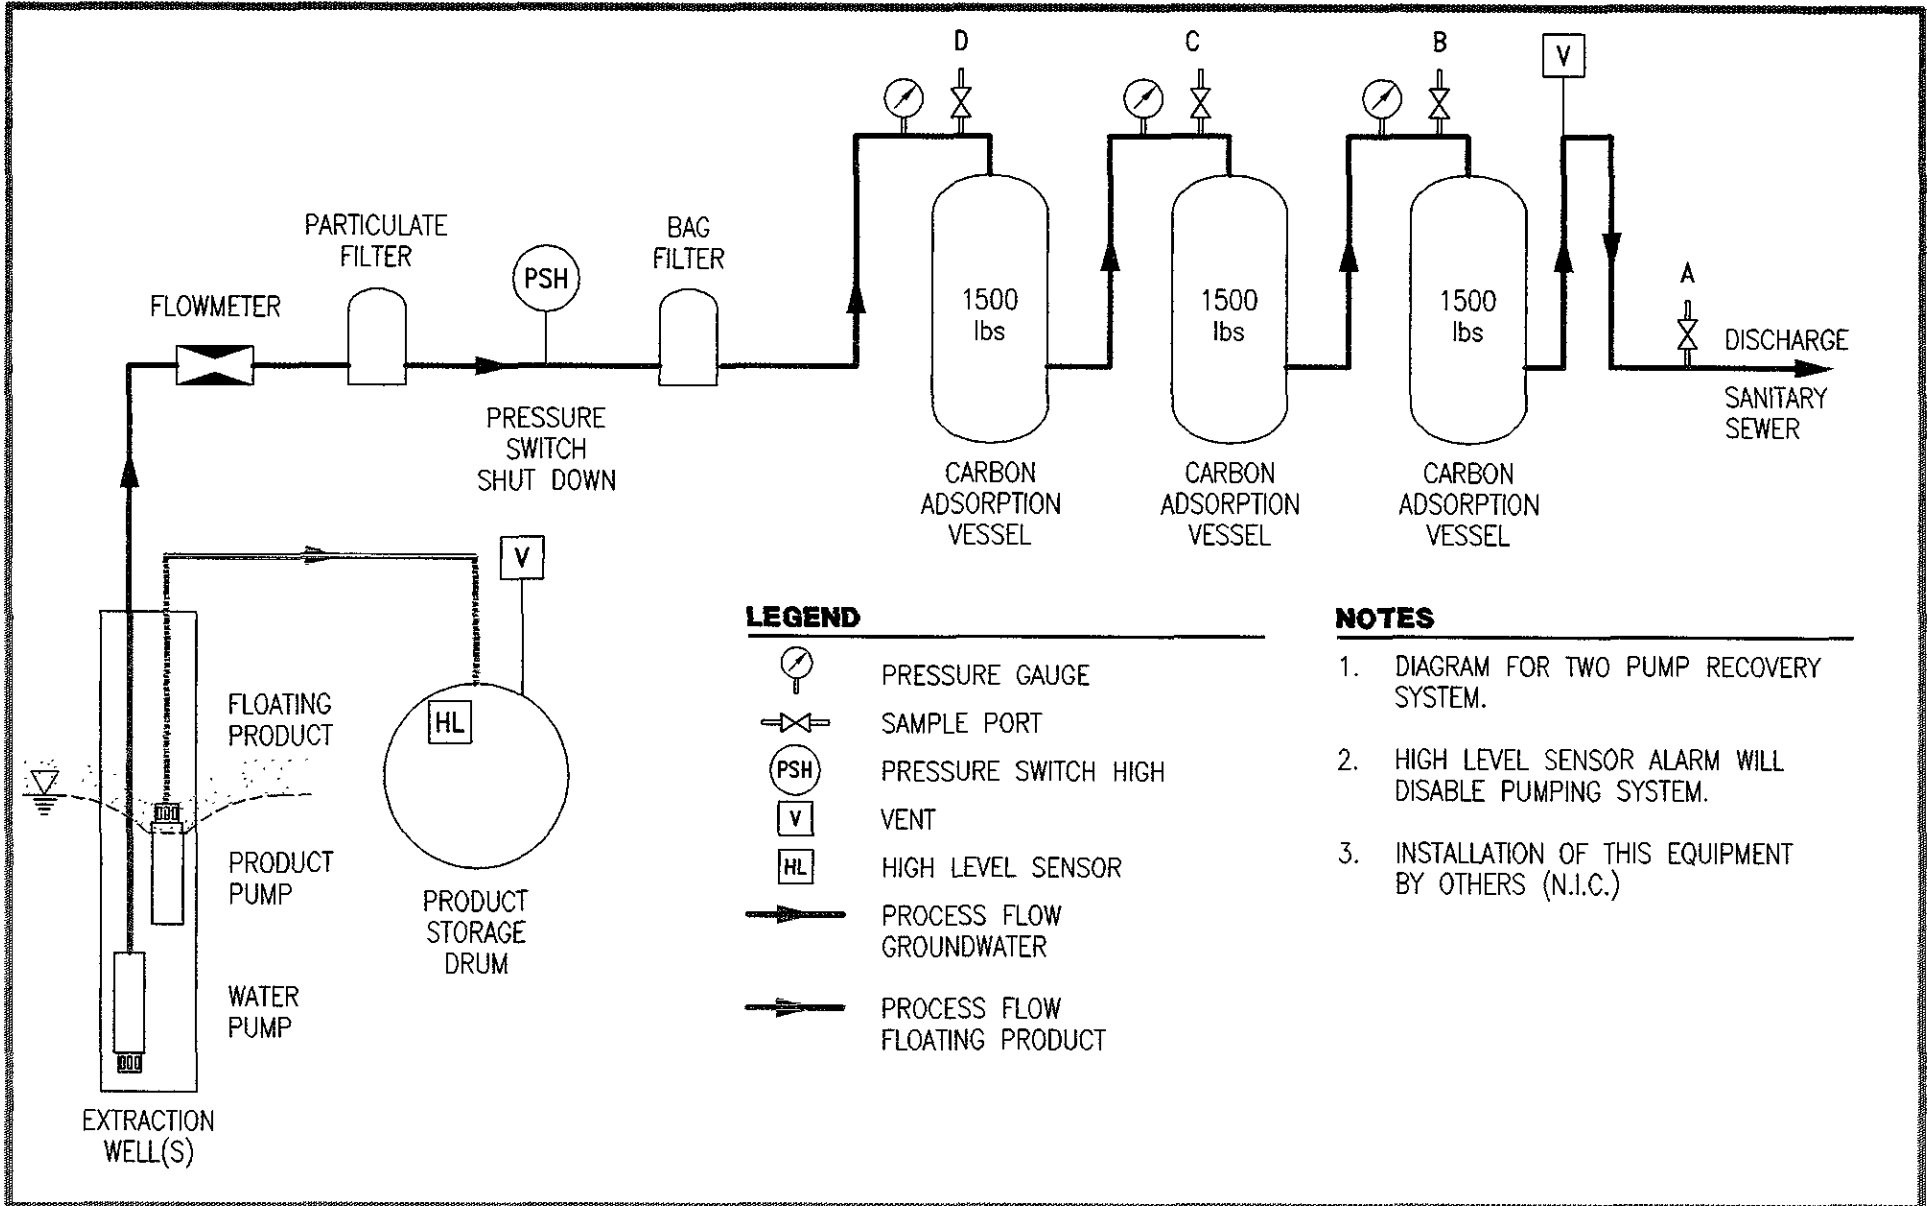 D
C
B
V
PARTICULATE
FILTER
PSH
BAG
FILTER
FLOWMETER
1500
lbs
1500
lbs
1500
lbs
A
DISCHARGE
SANITARY
SEWER
PRESSURE
SWITCH
SHUT DOWN
CARBON
ADSORPTION
VESSEL
CARBON
ADSORPTION
VESSEL
CARBON
ADSORPTION
VESSEL
V
HL
FLOATING
PRODUCT
PRODUCT
PUMP
WATER
PUMP
PRODUCT
STORAGE
DRUM
EXTRACTION
WELL(S)
LEGEND
PRESSURE GAUGE
SAMPLE PORT
PSH PRESSURE SWITCH HIGH
V VENT
HL HIGH LEVEL SENSOR
PROCESS FLOW
GROUNDWATER
PROCESS FLOW
FLOATING PRODUCT
NOTES
1. DIAGRAM FOR TWO PUMP RECOVERY
SYSTEM.
2. HIGH LEVEL SENSOR ALARM WILL
DISABLE PUMPING SYSTEM.
3. INSTALLATION OF THIS EQUIPMENT
BY OTHERS (N.I.C.)